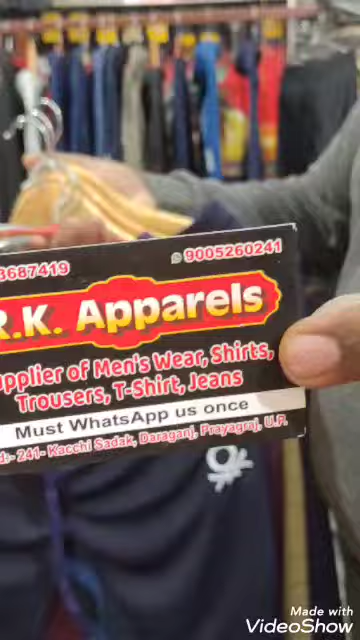 3687419 9005260241
R.K. Apparels
upplier of Men's Wear, Shirts,
Trousers, T-Shirt, Jeans
Must WhatsApp us once
d:- 241- Kacchi Sadak, Daraganj, Prayagraj, U.P.
Made with
VideoShow